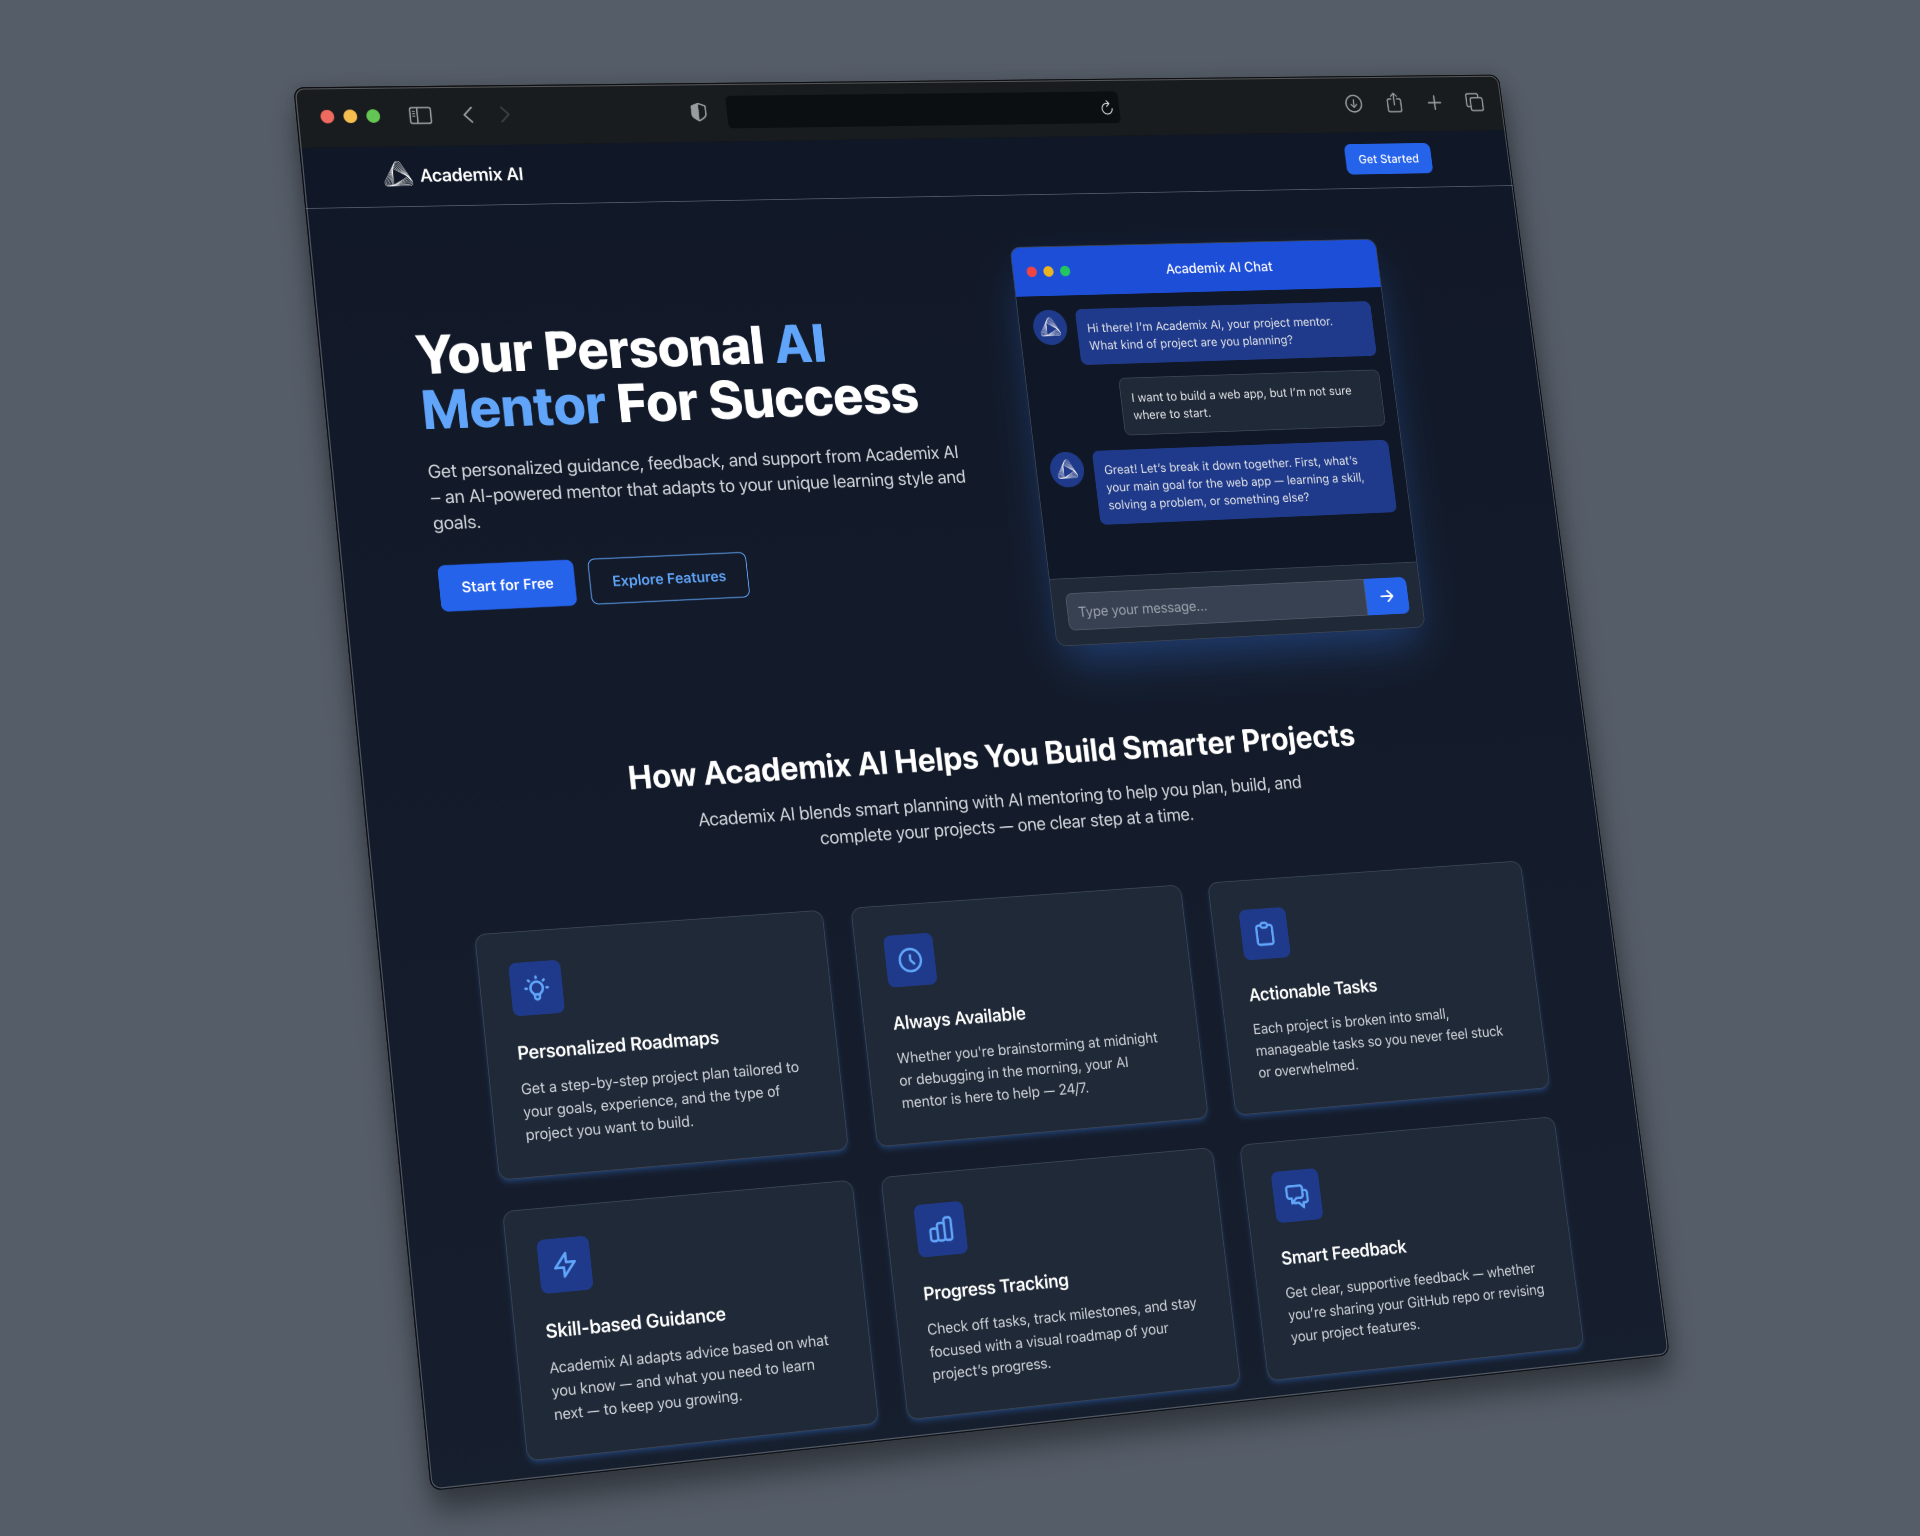 Academix AI
Get Started
Your Personal AI
Mentor For Success
Get personalized guidance, feedback, and support from Academix AI
– an AI-powered mentor that adapts to your unique learning style and
goals.
Start for Free
Explore Features
Academix AI Chat
Hi there! I'm Academix AI, your project mentor.
What kind of project are you planning?
I want to build a web app, but I'm not sure
where to start.
Great! Let's break it down together. First, what's
your main goal for the web app — learning a skill,
solving a problem, or something else?
Type your message...
How Academix AI Helps You Build Smarter Projects
Academix AI blends smart planning with AI mentoring to help you plan, build, and
complete your projects — one clear step at a time.
Personalized Roadmaps
Get a step-by-step project plan tailored to
your goals, experience, and the type of
project you want to build.
Always Available
Whether you're brainstorming at midnight
or debugging in the morning, your AI
mentor is here to help — 24/7.
Actionable Tasks
Each project is broken into small,
manageable tasks so you never feel stuck
or overwhelmed.
Skill-based Guidance
Academix AI adapts advice based on what
you know — and what you need to learn
next — to keep you growing.
Progress Tracking
Check off tasks, track milestones, and stay
focused with a visual roadmap of your
project's progress.
Smart Feedback
Get clear, supportive feedback — whether
you're sharing your GitHub repo or revising
your project features.